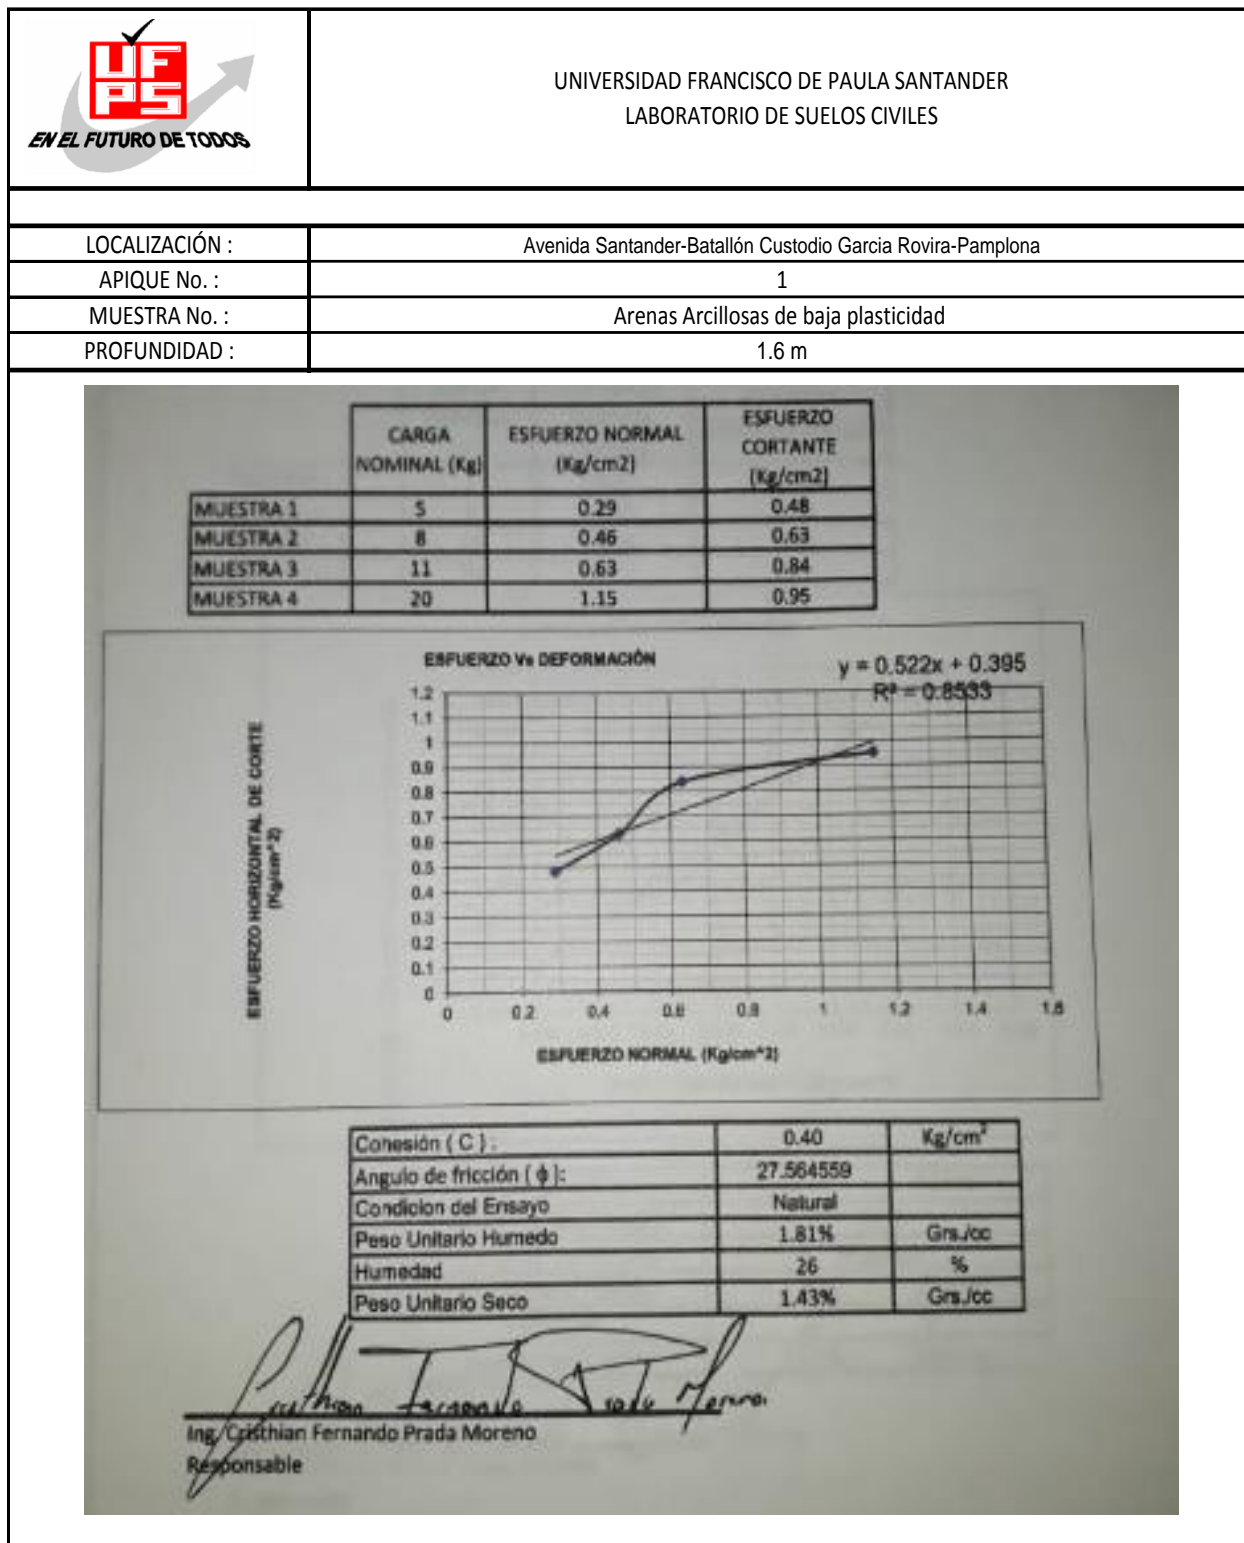 UF
PS
EN EL FUTURO DE TODOS
UNIVERSIDAD FRANCISCO DE PAULA SANTANDER
LABORATORIO DE SUELOS CIVILES
LOCALIZACIÓN : Avenida Santander-Batallón Custodio Garcia Rovira-Pamplona
APIQUE No. : 1
MUESTRA No. : Arenas Arcillosas de baja plasticidad
PROFUNDIDAD : 1.6 m
CARGA NOMINAL (Kg) ESFUERZO NORMAL (Kg/cm2) ESFUERZO CORTANTE (Kg/cm2)
MUESTRA 1 5 0.29 0.48
MUESTRA 2 8 0.46 0.63
MUESTRA 3 11 0.63 0.84
MUESTRA 4 20 1.15 0.95
ESFUERZO Vs DEFORMACIÓN
y = 0.522x + 0.395
R² = 0.8533
ESFUERZO HORIZONTAL DE CORTE
(Kg/cm^2)
1.2
1.1
1
0.9
0.8
0.7
0.6
0.5
0.4
0.3
0.2
0.1
0
0 0.2 0.4 0.6 0.8 1 1.2 1.4 1.6
ESFUERZO NORMAL (Kg/cm^2)
Cohesión ( C ) : 0.40 Kg/cm²
Angulo de fricción ( ϕ ): 27.564559
Condicion del Ensayo Natural
Peso Unitario Humedo 1.81% Grs./cc
Humedad 26 %
Peso Unitario Seco 1.43% Grs./cc
Cristhian Fernando Prada Moreno
Ing. Cristhian Fernando Prada Moreno
Responsable